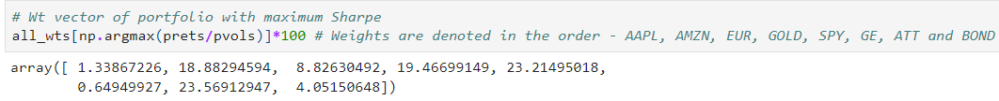 # Wt vector of portfolio with maximum Sharpe
all_wts[np.argmax(prets/pvols)]*100 # Weights are denoted in the order - AAPL, AMZN, EUR, GOLD, SPY, GE, ATT and BOND
array([ 1.33867226, 18.88294594,  8.82630492, 19.46699149, 23.21495018,
        0.64949927, 23.56912947,  4.05150648])